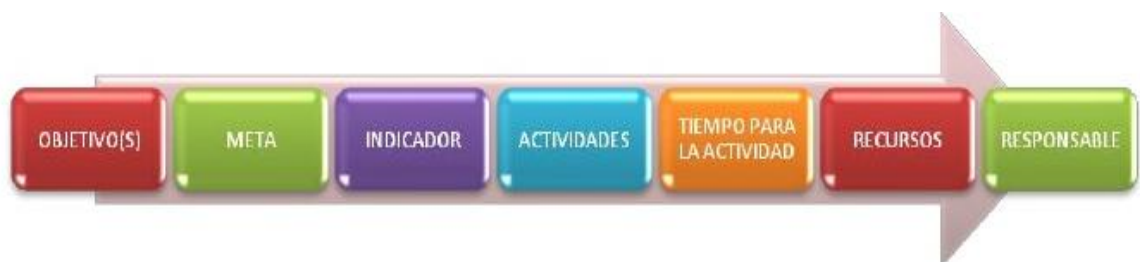 OBJETIVO(S)
META
INDICADOR
ACTIVIDADES
TIEMPO PARA
LA ACTIVIDAD
RECURSOS
RESPONSABLE